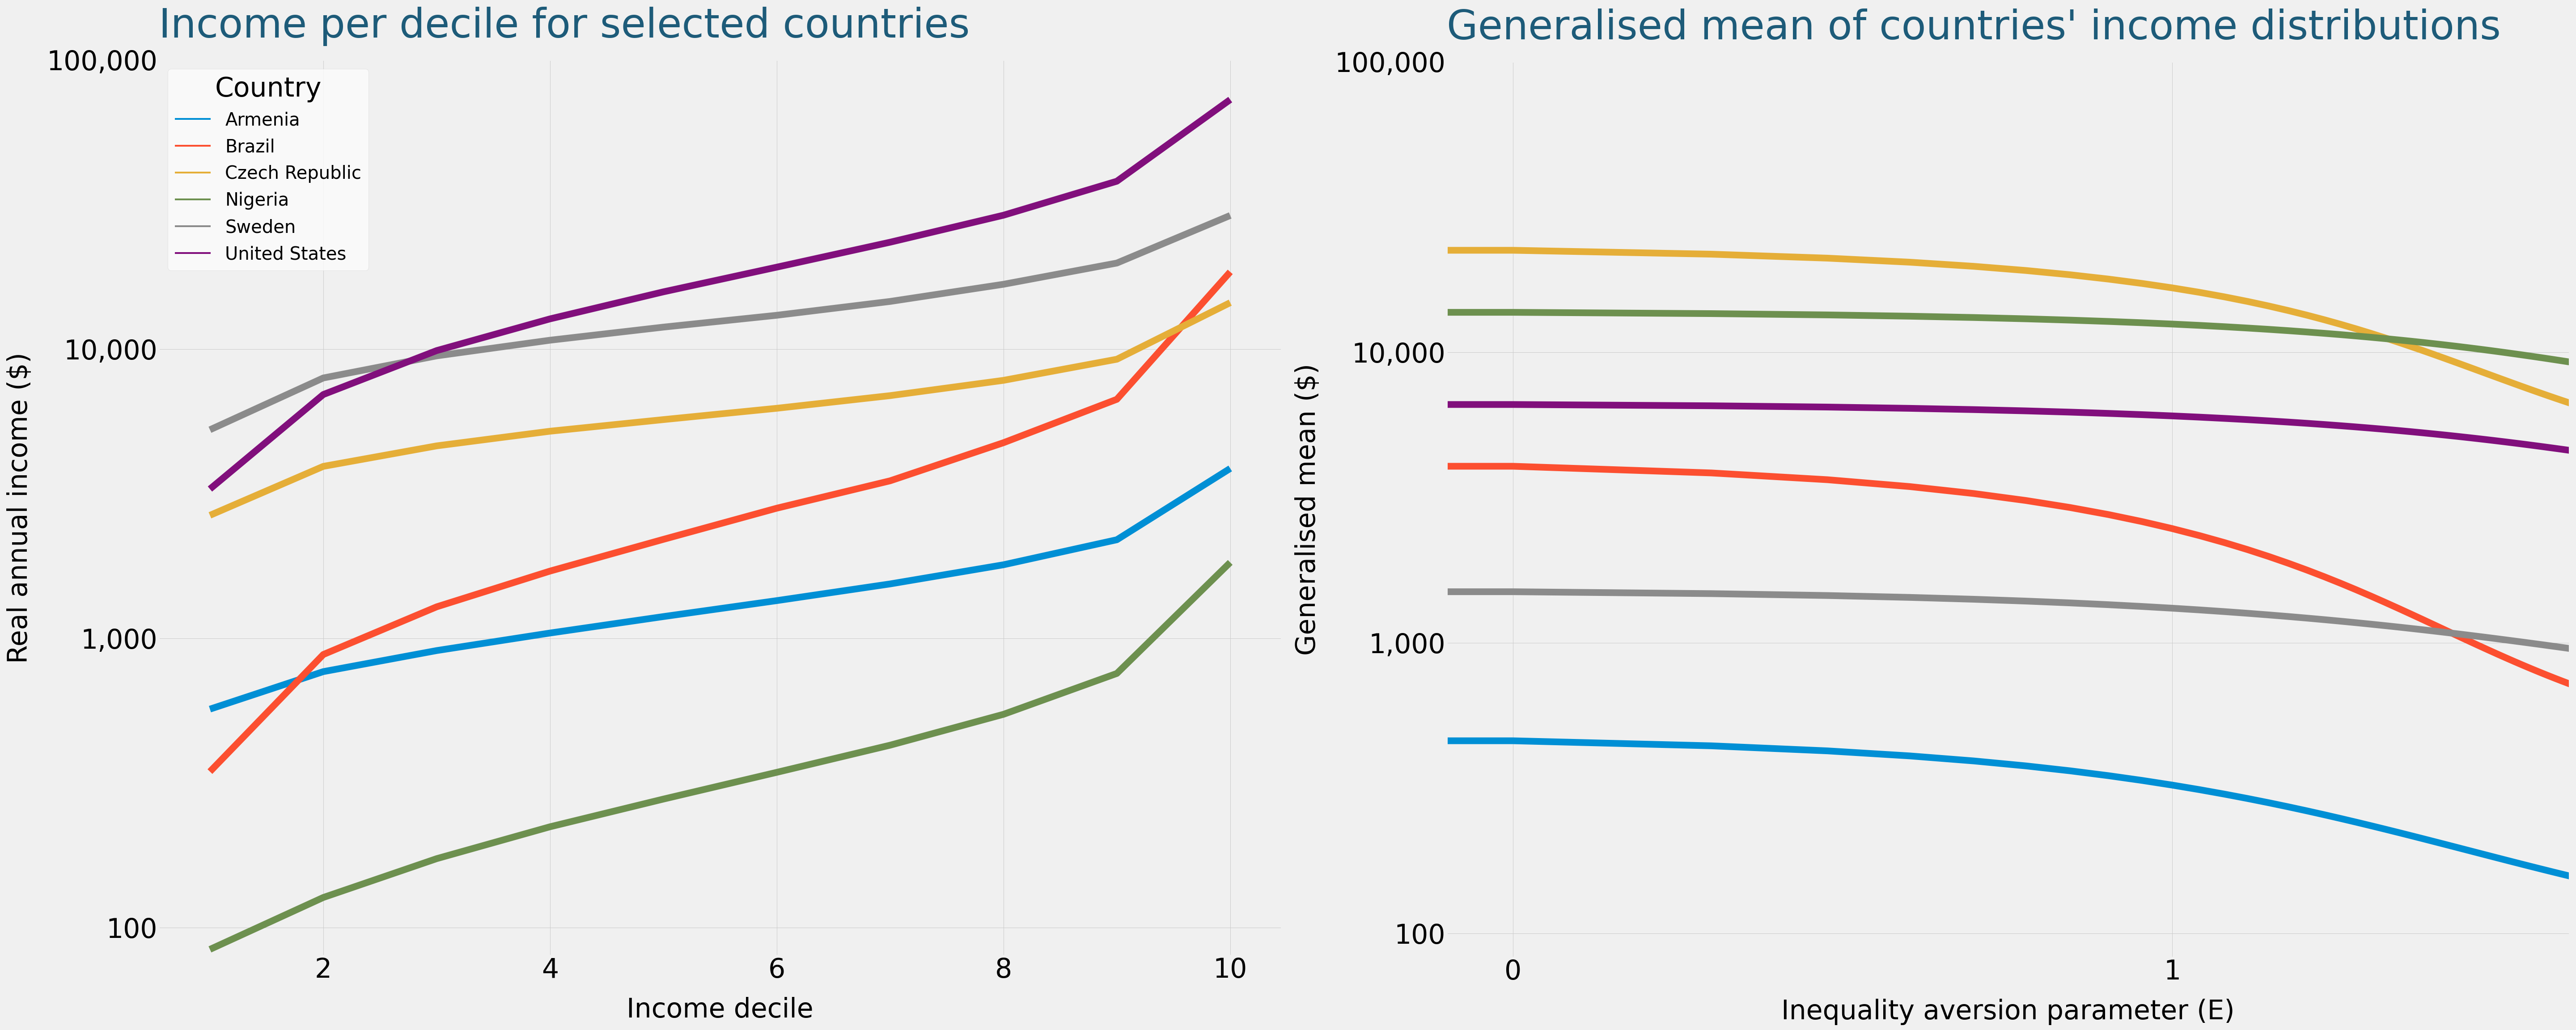 Income per decile for selected countries
100,000
10,000
1,000
100
Real annual income ($)
Country
Armenia
Brazil
Czech Republic
Nigeria
Sweden
United States
2 4 6 8 10
Income decile
Generalised mean of countries' income distributions
100,000
10,000
1,000
100
Generalised mean ($)
0 1
Inequality aversion parameter (E)